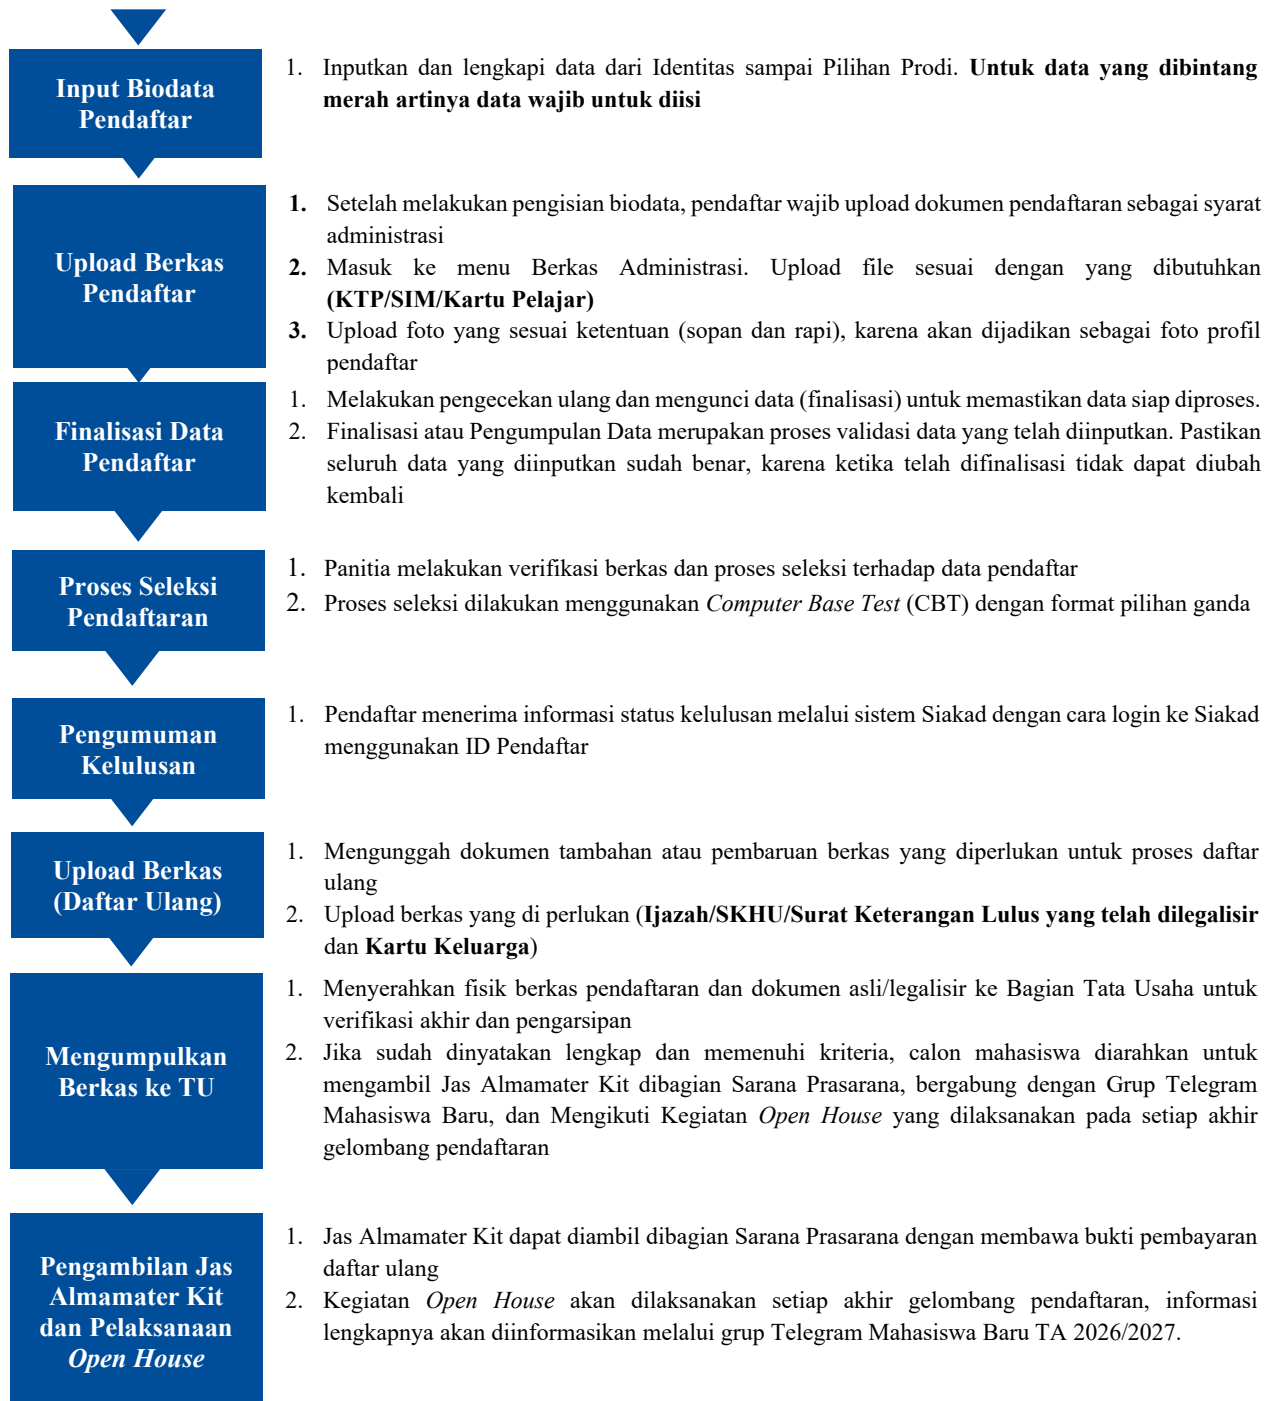 Input Biodata
Pendaftar
1. Inputkan dan lengkapi data dari Identitas sampai Pilihan Prodi. Untuk data yang dibintang
merah artinya data wajib untuk diisi
Upload Berkas
Pendaftar
1. Setelah melakukan pengisian biodata, pendaftar wajib upload dokumen pendaftaran sebagai syarat
administrasi
2. Masuk ke menu Berkas Administrasi. Upload file sesuai dengan yang dibutuhkan
(KTP/SIM/Kartu Pelajar)
3. Upload foto yang sesuai ketentuan (sopan dan rapi), karena akan dijadikan sebagai foto profil
pendaftar
Finalisasi Data
Pendaftar
1. Melakukan pengecekan ulang dan mengunci data (finalisasi) untuk memastikan data siap diproses.
2. Finalisasi atau Pengumpulan Data merupakan proses validasi data yang telah diinputkan. Pastikan
seluruh data yang diinputkan sudah benar, karena ketika telah difinalisasi tidak dapat diubah
kembali
Proses Seleksi
Pendaftaran
1. Panitia melakukan verifikasi berkas dan proses seleksi terhadap data pendaftar
2. Proses seleksi dilakukan menggunakan Computer Base Test (CBT) dengan format pilihan ganda
Pengumuman
Kelulusan
1. Pendaftar menerima informasi status kelulusan melalui sistem Siakad dengan cara login ke Siakad
menggunakan ID Pendaftar
Upload Berkas
(Daftar Ulang)
1. Mengunggah dokumen tambahan atau pembaruan berkas yang diperlukan untuk proses daftar
ulang
2. Upload berkas yang di perlukan (Ijazah/SKHU/Surat Keterangan Lulus yang telah dilegalisir
dan Kartu Keluarga)
Mengumpulkan
Berkas ke TU
1. Menyerahkan fisik berkas pendaftaran dan dokumen asli/legalisir ke Bagian Tata Usaha untuk
verifikasi akhir dan pengarsipan
2. Jika sudah dinyatakan lengkap dan memenuhi kriteria, calon mahasiswa diarahkan untuk
mengambil Jas Almamater Kit dibagian Sarana Prasarana, bergabung dengan Grup Telegram
Mahasiswa Baru, dan Mengikuti Kegiatan Open House yang dilaksanakan pada setiap akhir
gelombang pendaftaran
Pengambilan Jas
Almamater Kit
dan Pelaksanaan
Open House
1. Jas Almamater Kit dapat diambil dibagian Sarana Prasarana dengan membawa bukti pembayaran
daftar ulang
2. Kegiatan Open House akan dilaksanakan setiap akhir gelombang pendaftaran, informasi
lengkapnya akan diinformasikan melalui grup Telegram Mahasiswa Baru TA 2026/2027.